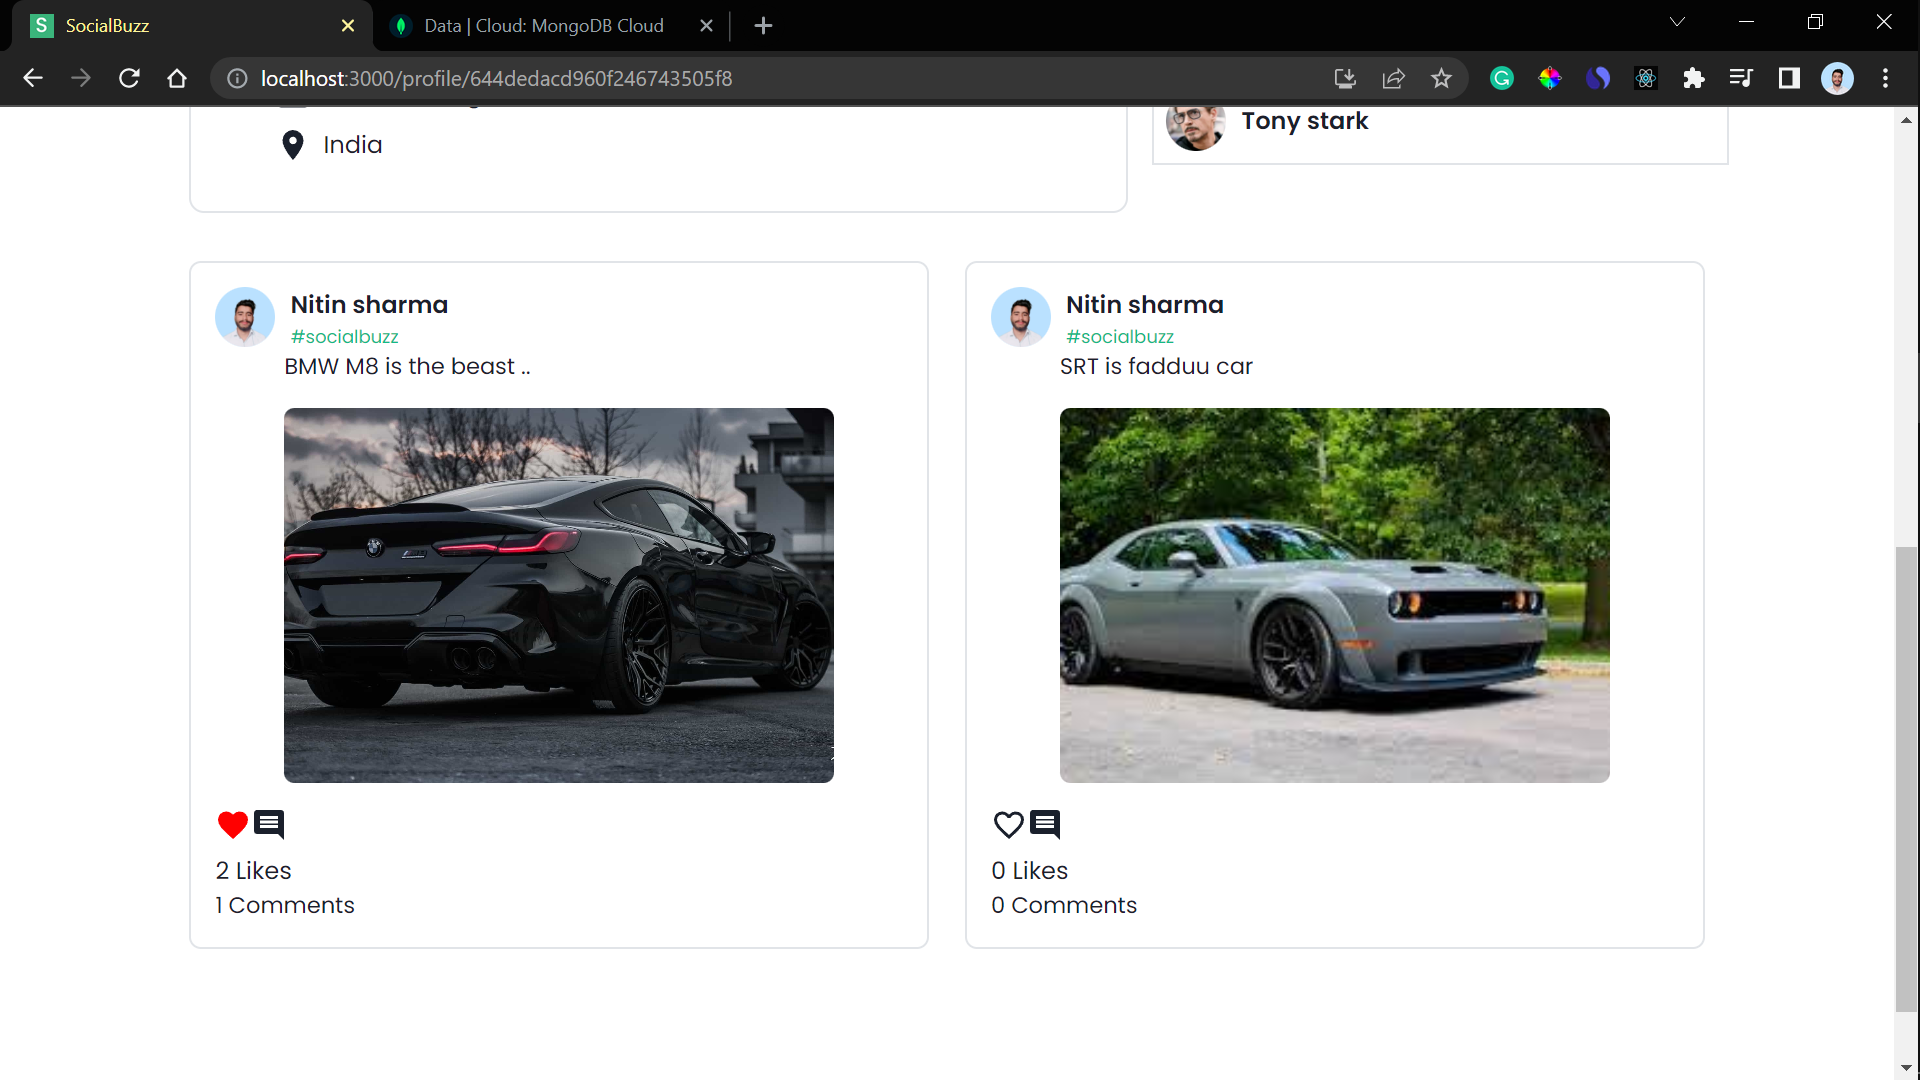 S SocialBuzz
Data | Cloud: MongoDB Cloud
localhost:3000/profile/644dedacd960f246743505f8
India
Tony stark
Nitin sharma
#socialbuzz
BMW M8 is the beast ..
2 Likes
1 Comments
Nitin sharma
#socialbuzz
SRT is fadduu car
0 Likes
0 Comments